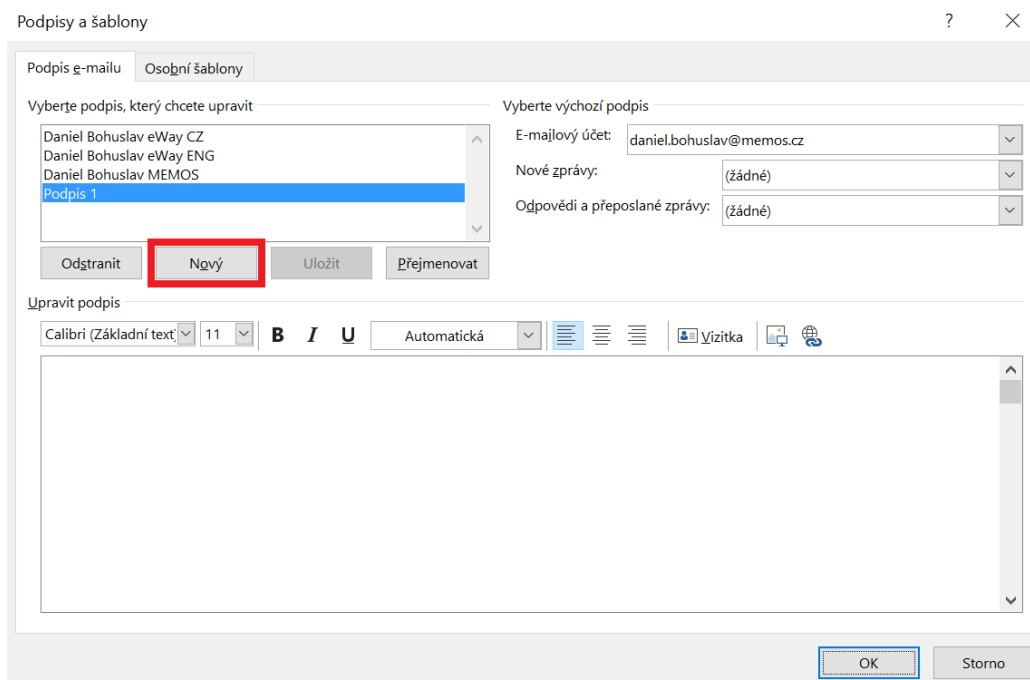 Podpisy a šablony
?
Podpis e-mailu
Osobní šablony
Vyberte podpis, který chcete upravit
Daniel Bohuslav eWay CZ
Daniel Bohuslav eWay ENG
Daniel Bohuslav MEMOS
Podpis 1
Odstranit
Nový
Uložit
Přejmenovat
Vyberte výchozí podpis
E-mailový účet:
daniel.bohuslav@memos.cz
Nové zprávy:
(žádné)
Odpovědi a přeposlané zprávy:
(žádné)
Upravit podpis
Calibri (Základní text
11
B
I
U
Automatická
Vizitka
OK
Storno